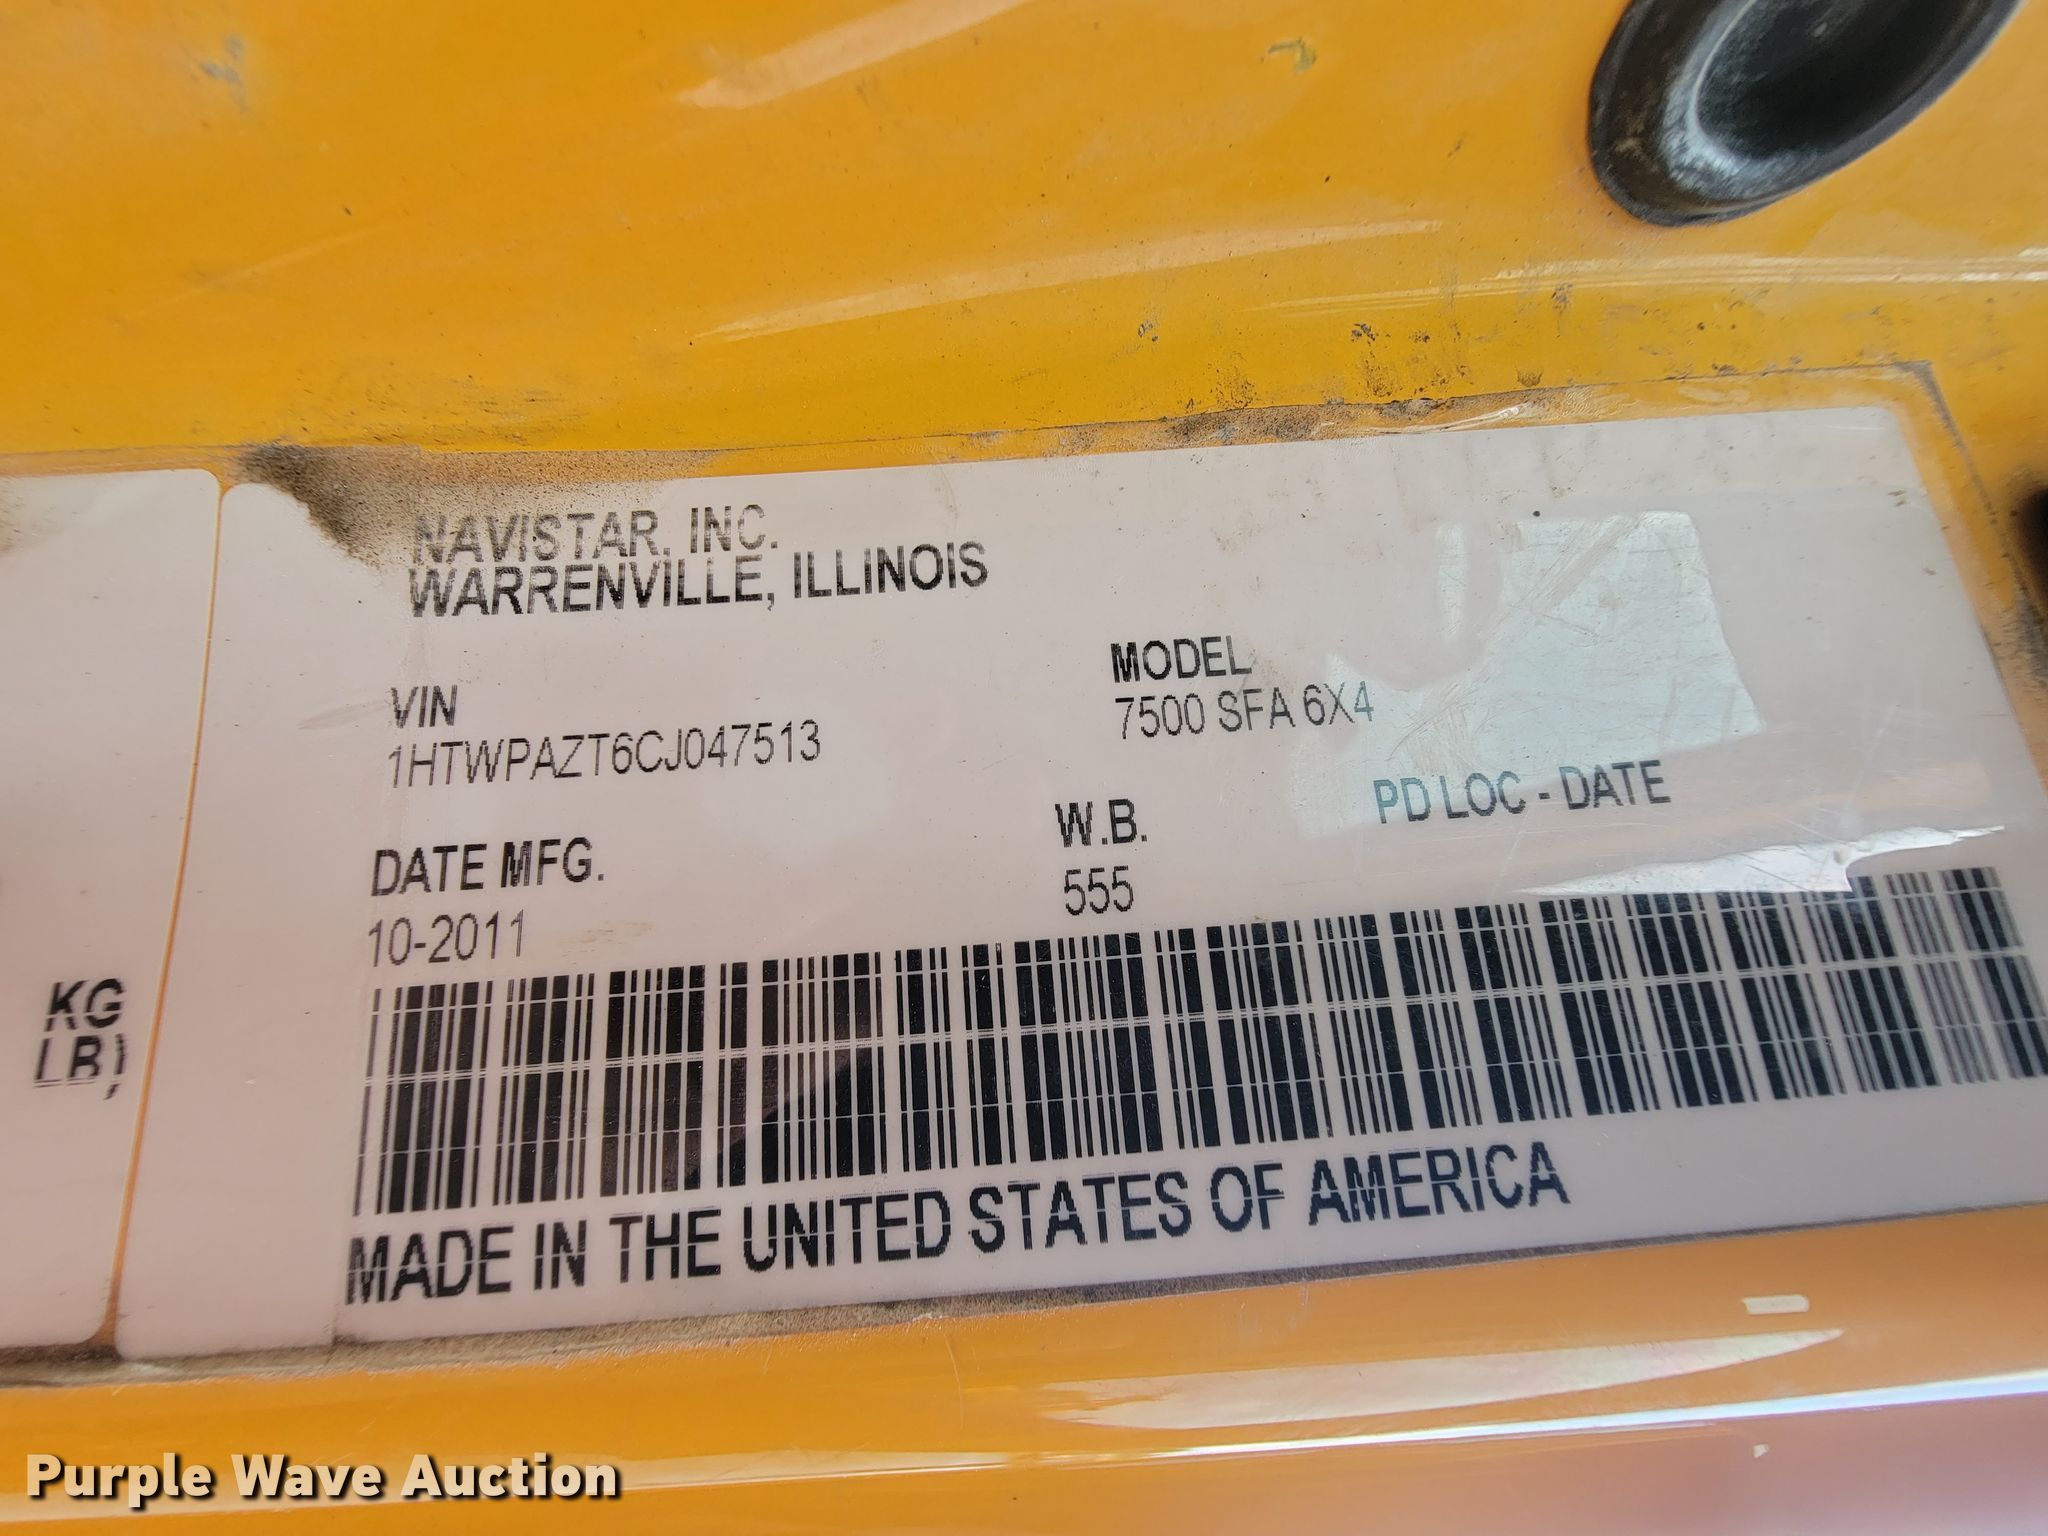 NAVISTAR, INC.
WARRENVILLE, ILLINOIS
VIN
1HTWPAZT6CJ047513
MODEL
7500 SFA 6X4
DATE MFG.
10-2011
W.B.
555
PD LOC - DATE
KG
LB)
MADE IN THE UNITED STATES OF AMERICA
Purple Wave Auction